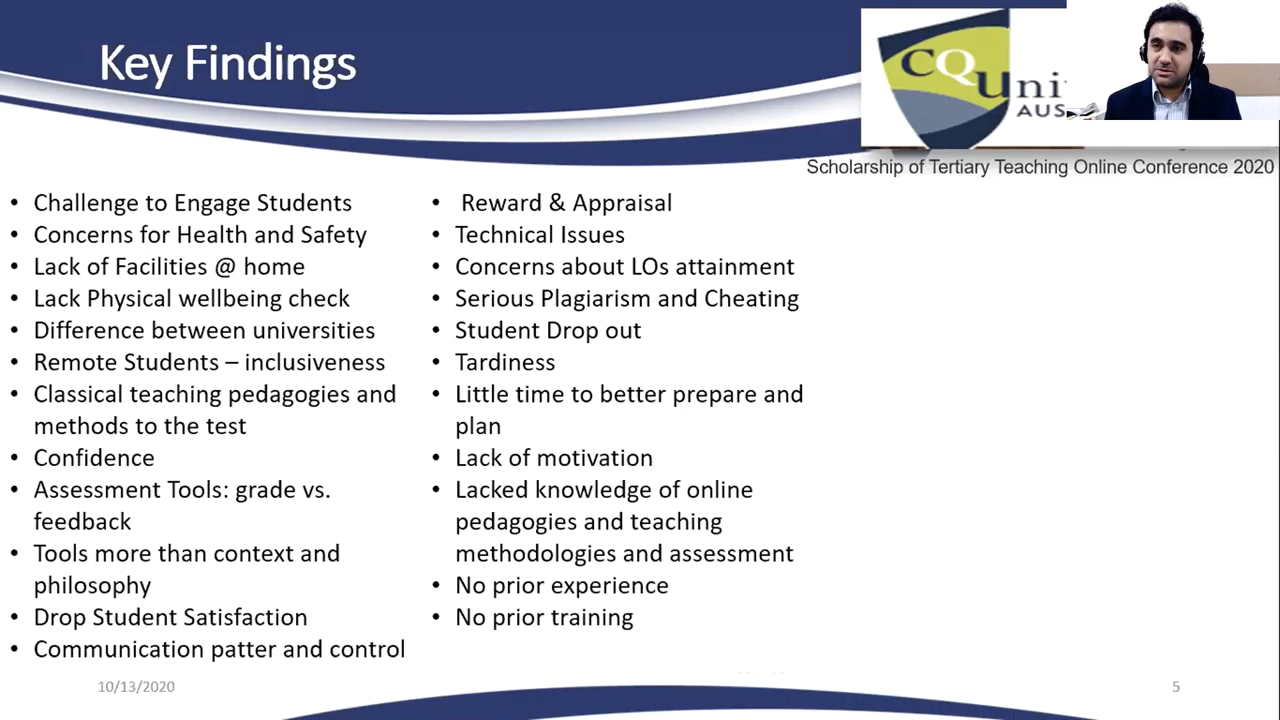 Key Findings
CQUni
AUS
Scholarship of Tertiary Teaching Online Conference 2020
• Challenge to Engage Students
• Concerns for Health and Safety
• Lack of Facilities @ home
• Lack Physical wellbeing check
• Difference between universities
• Remote Students – inclusiveness
• Classical teaching pedagogies and
methods to the test
• Confidence
• Assessment Tools: grade vs.
feedback
• Tools more than context and
philosophy
• Drop Student Satisfaction
• Communication patter and control
• Reward & Appraisal
• Technical Issues
• Concerns about LOs attainment
• Serious Plagiarism and Cheating
• Student Drop out
• Tardiness
• Little time to better prepare and
plan
• Lack of motivation
• Lacked knowledge of online
pedagogies and teaching
methodologies and assessment
• No prior experience
• No prior training
10/13/2020
5